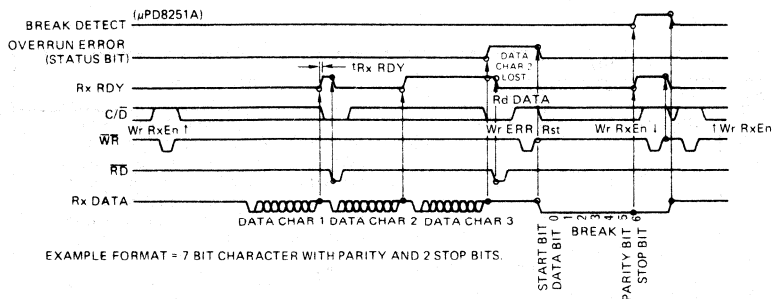 (µPD8251A)
BREAK DETECT
OVERRUN ERROR
(STATUS BIT)
DATA
CHAR 2
LOST
tRx RDY
Rx RDY
Rd DATA
C/D̅
Wr RxEn ↑
Wr ERR Rst
Wr RxEn ↓
↑ Wr RxEn
W̅R̅
R̅D̅
Rx DATA
DATA CHAR 1
DATA CHAR 2
DATA CHAR 3
BREAK
START BIT
DATA BIT
0 1 2 3 4 5 6
PARITY BIT
STOP BIT
EXAMPLE FORMAT = 7 BIT CHARACTER WITH PARITY AND 2 STOP BITS.